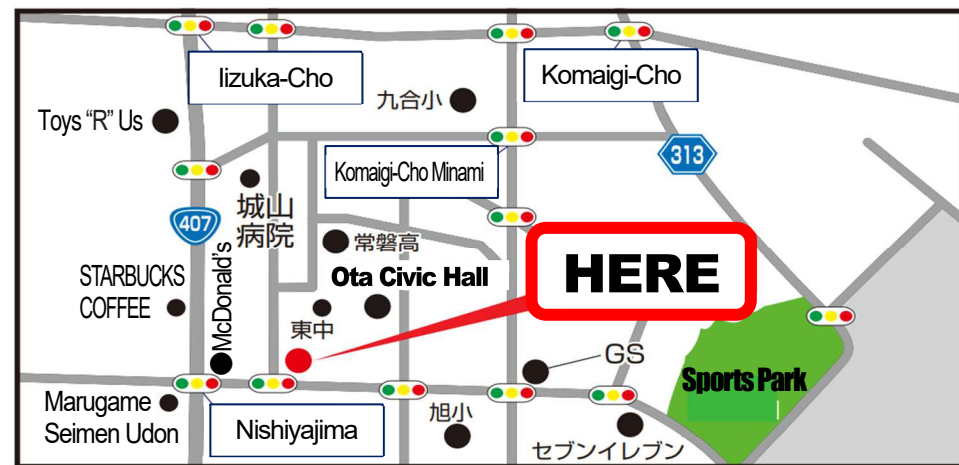 Iizuka-Cho
Komaigi-Cho
九合小
Toys “R” Us
Komaigi-Cho Minami
313
城山
病院
407
常磐高
HERE
STARBUCKS
COFFEE
McDonald's
Ota Civic Hall
東中
GS
Sports Park
Marugame
Seimen Udon
Nishiyajima
旭小
セブンイレブン